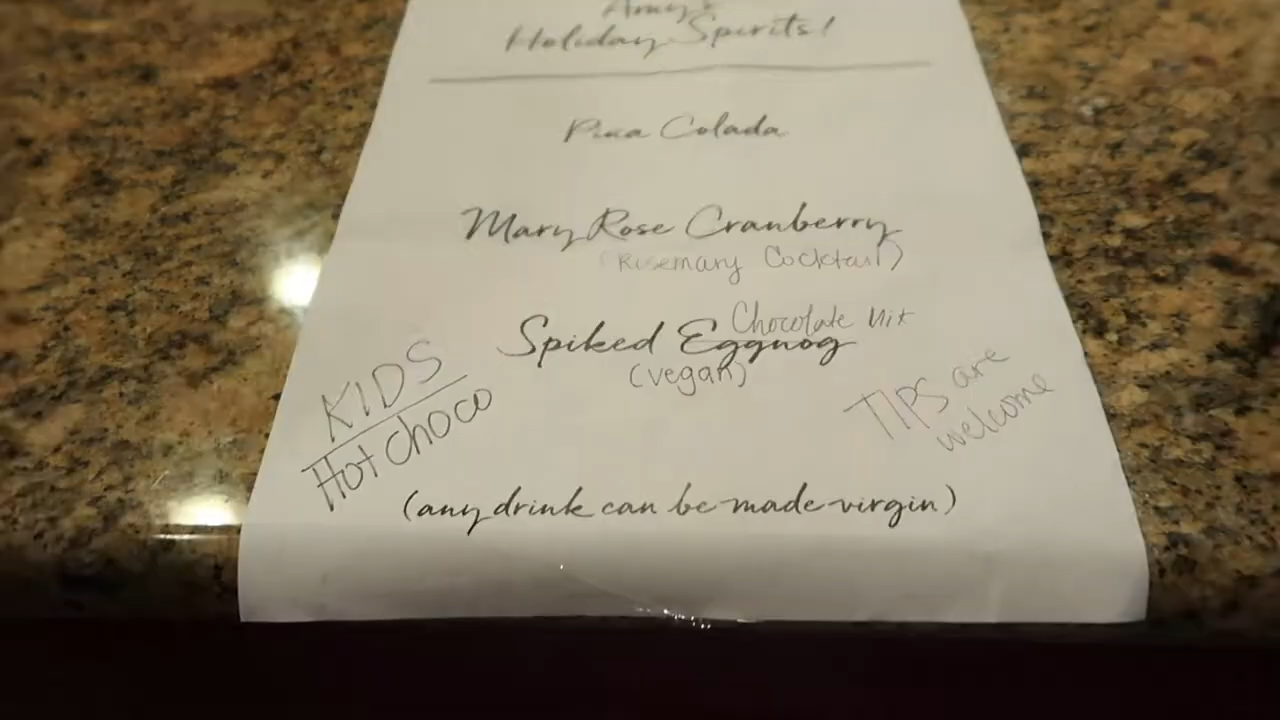 Holiday Spirits!
Pina Colada
Mary Rose Cranberry
(Rosemary Cocktail)
Chocolate
Spiked Eggnog
(vegan)
KIDS
Hot choco
TIPS are
welcome
(any drink can be made virgin)